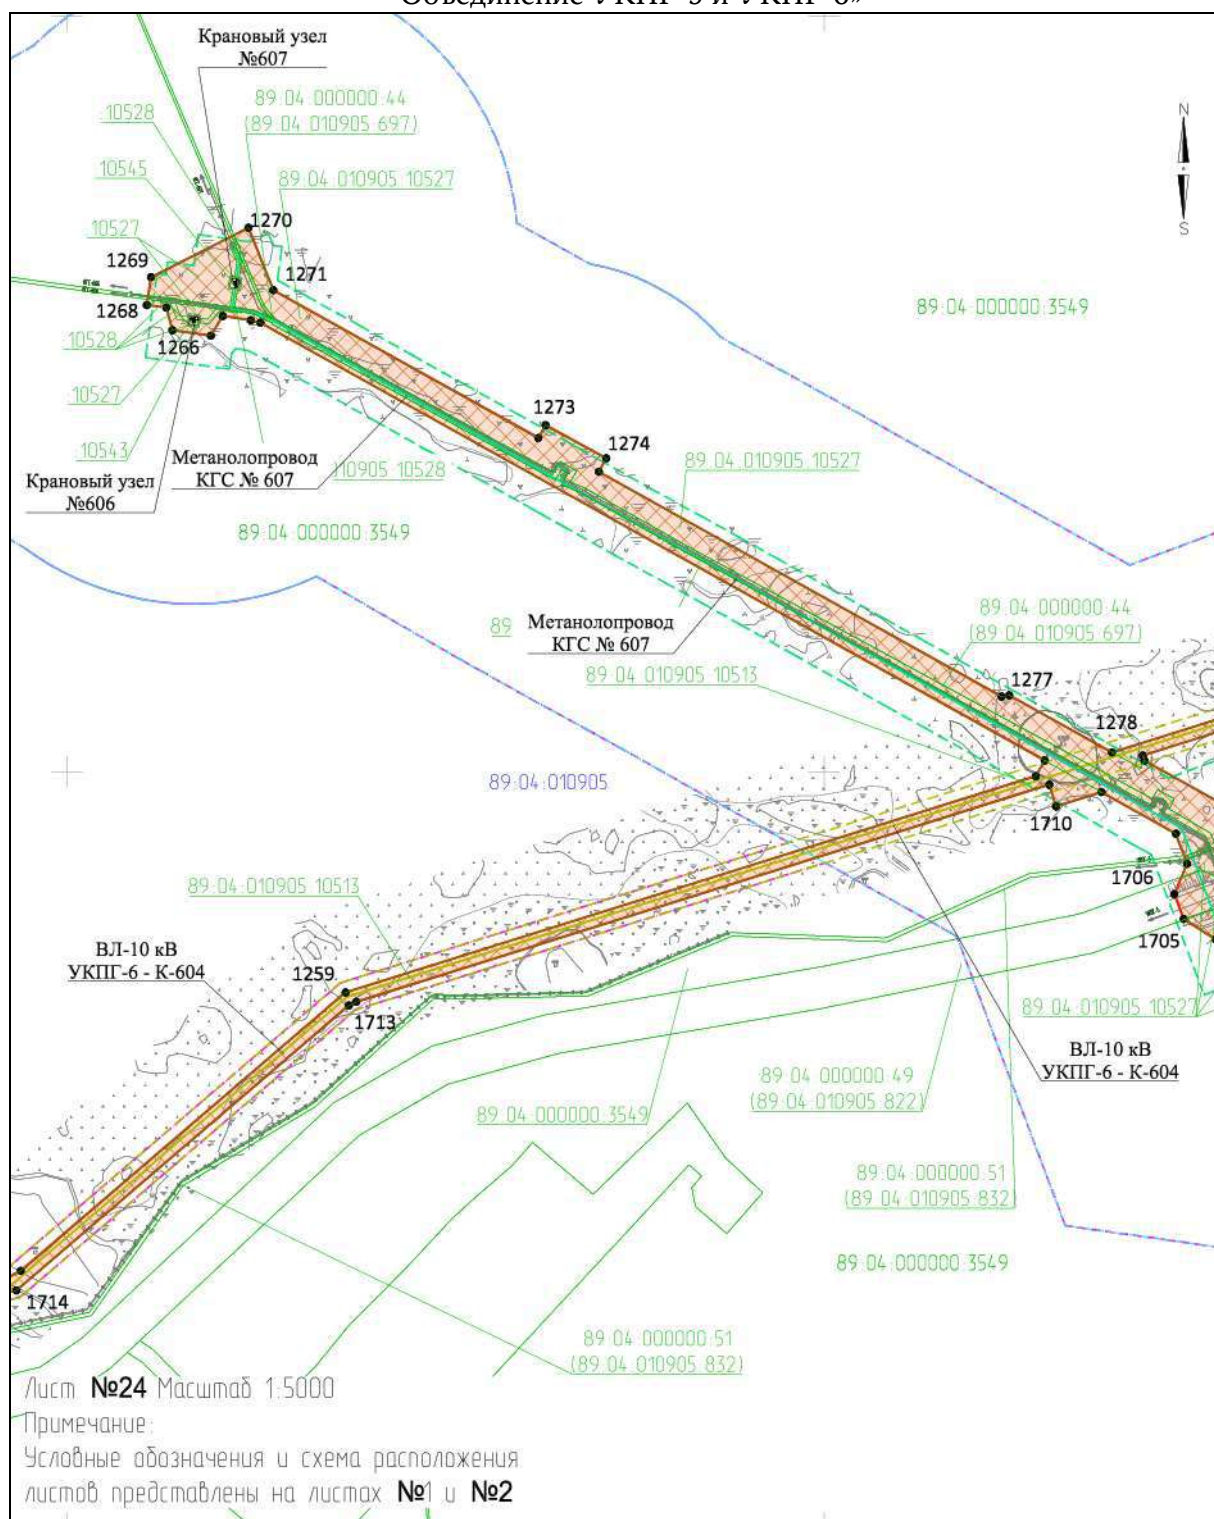 Крановый узел
№607
:10528
89:04:000000:44
(89:04:010905:697)
:10545
89:04:010905:10527
:10527
1270
N
S
1269
1271
89:04:000000:3549
1268
:10528
1266
:10527
1273
:10543
1274
Метанолопровод
КГС № 607
89:04:010905:10527
10905:10528
Крановый узел
№606
89:04:000000:3549
89:04:000000:44
(89:04:010905:697)
89
Метанолопровод
КГС № 607
89:04:010905:10513
1277
1278
89:04:010905
1710
1706
89:04:010905:10513
1705
ВЛ-10 кВ
УКПГ-6 - К-604
1259
1713
89:04:010905:10527
ВЛ-10 кВ
УКПГ-6 - К-604
89:04:000000:49
(89:04:010905:822)
89:04:000000:3549
89:04:000000:51
(89:04:010905:832)
89:04:000000:3549
1714
89:04:000000:51
(89:04:010905:832)
Лист №24 Масштаб 1:5000
Примечание:
Условные обозначения и схема расположения
листов представлены на листах №1 и №2